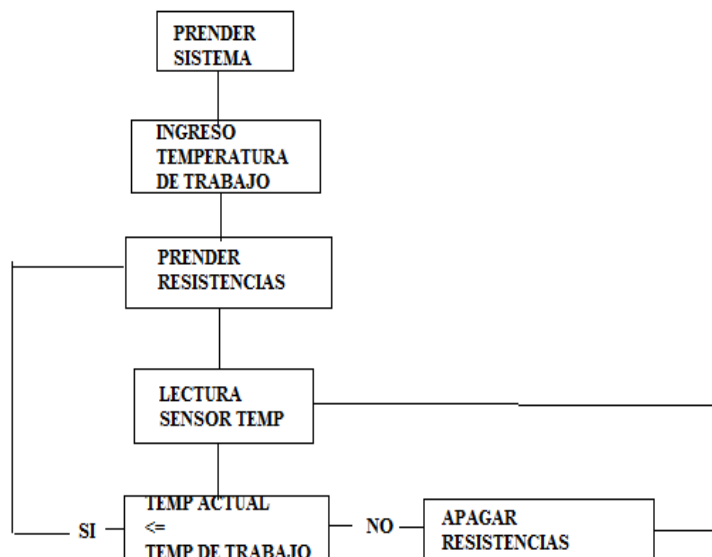 PRENDER
SISTEMA
INGRESO
TEMPERATURA
DE TRABAJO
PRENDER
RESISTENCIAS
LECTURA
SENSOR TEMP
TEMP ACTUAL
<=
TEMP DE TRABAJO
SI
NO
APAGAR
RESISTENCIAS